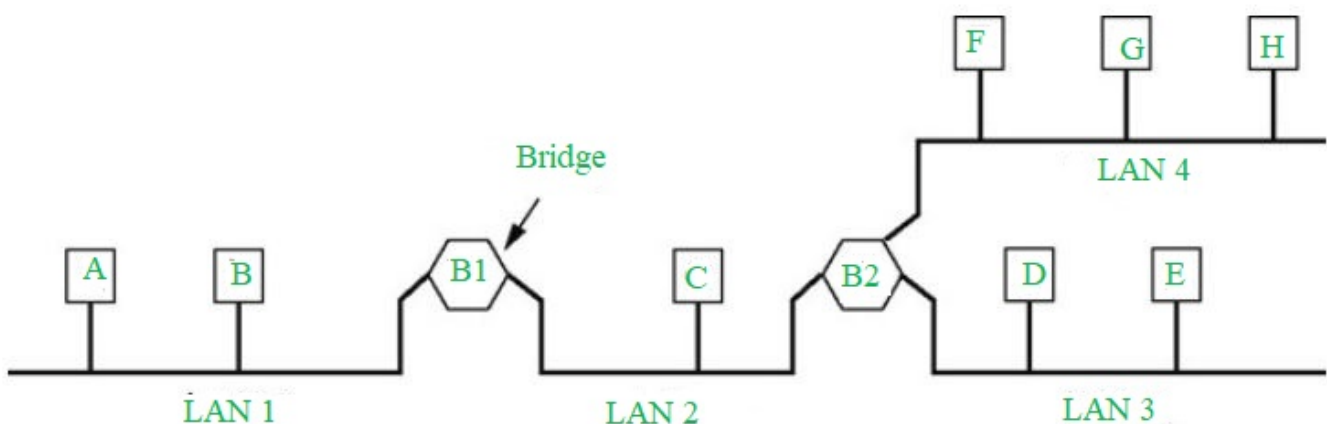 F G H
LAN 4
Bridge
A B B1 C B2 D E
LAN 1 LAN 2 LAN 3